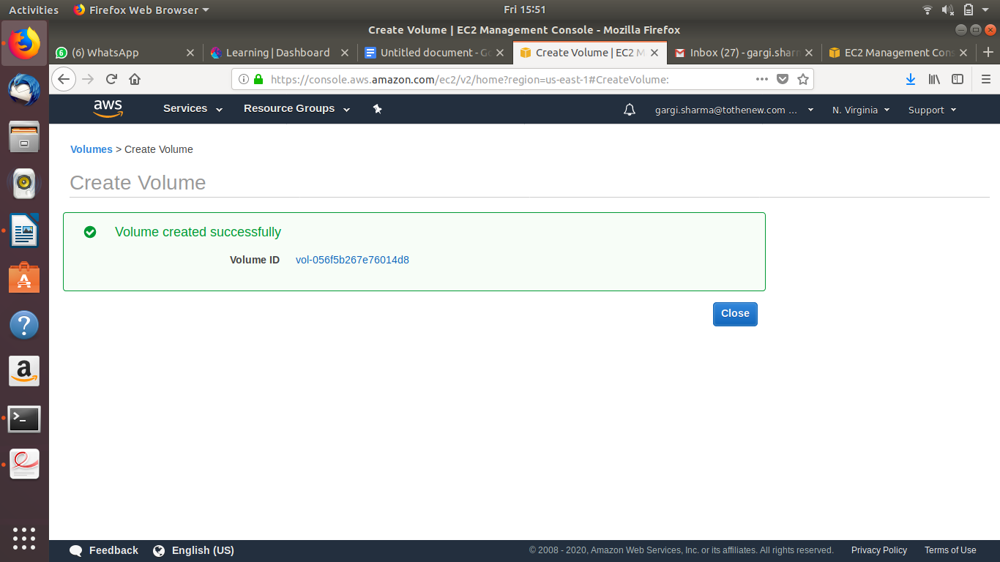 Activities
Firefox Web Browser
Fri 15:51
Create Volume | EC2 Management Console - Mozilla Firefox
6
(6) WhatsApp
Learning | Dashboard
Untitled document - Go
Create Volume | EC2 M
Inbox (27) - gargi.sharm
EC2 Management Cons
https://console.aws.amazon.com/ec2/v2/home?region=us-east-1#CreateVolume:
aws
Services
Resource Groups
gargi.sharma@tothenew.com ...
N. Virginia
Support
Volumes > Create Volume
Create Volume
Volume created successfully
Volume ID vol-056f5b267e76014d8
Close
A
?
a
>_
Feedback
English (US)
© 2008 - 2020, Amazon Web Services, Inc. or its affiliates. All rights reserved.
Privacy Policy
Terms of Use